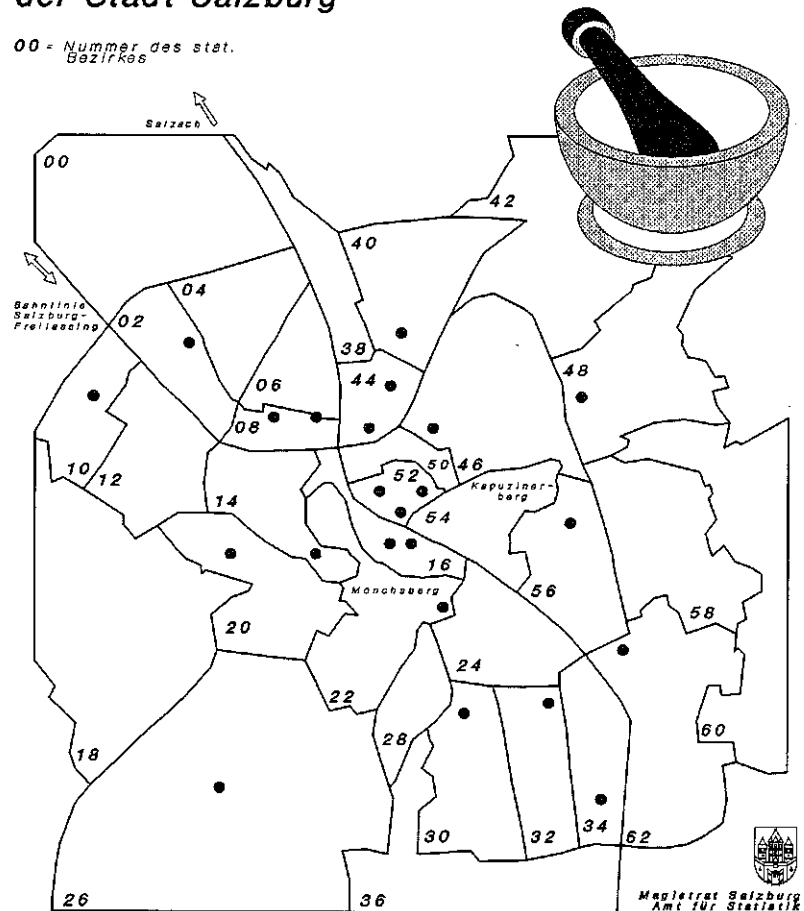 der Stadt Salzburg
00 = Nummer des stat.
Bezirkes
Salzach
00
42
40
04
Bahnlinie
Salzburg-
Freilassing
02
38
06
44
48
08
10
12
50
46
52
Kapuziner-
berg
14
54
16
56
Mönchsberg
20
58
24
22
28
60
18
30
32
34
62
26
36
Magistrat Salzburg
Amt für Statistik